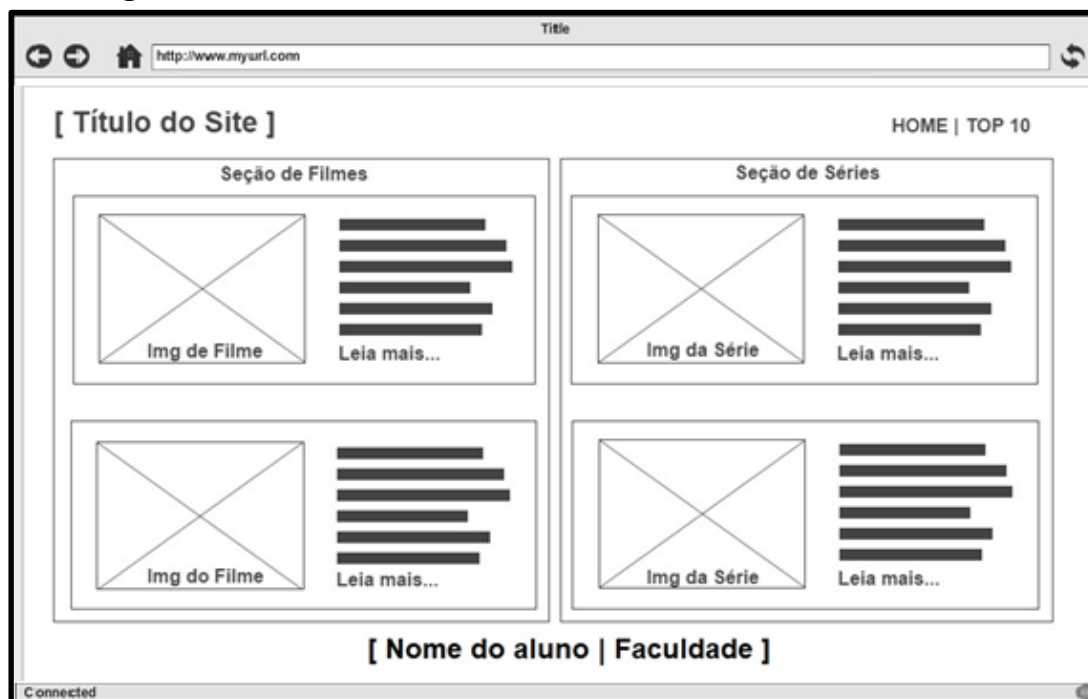 Title
http://www.myurl.com
[ Título do Site ]
HOME | TOP 10
Seção de Filmes
Seção de Séries
Img de Filme
Leia mais...
Img da Série
Leia mais...
Img do Filme
Leia mais...
Img da Série
Leia mais...
[ Nome do aluno | Faculdade ]
Connected